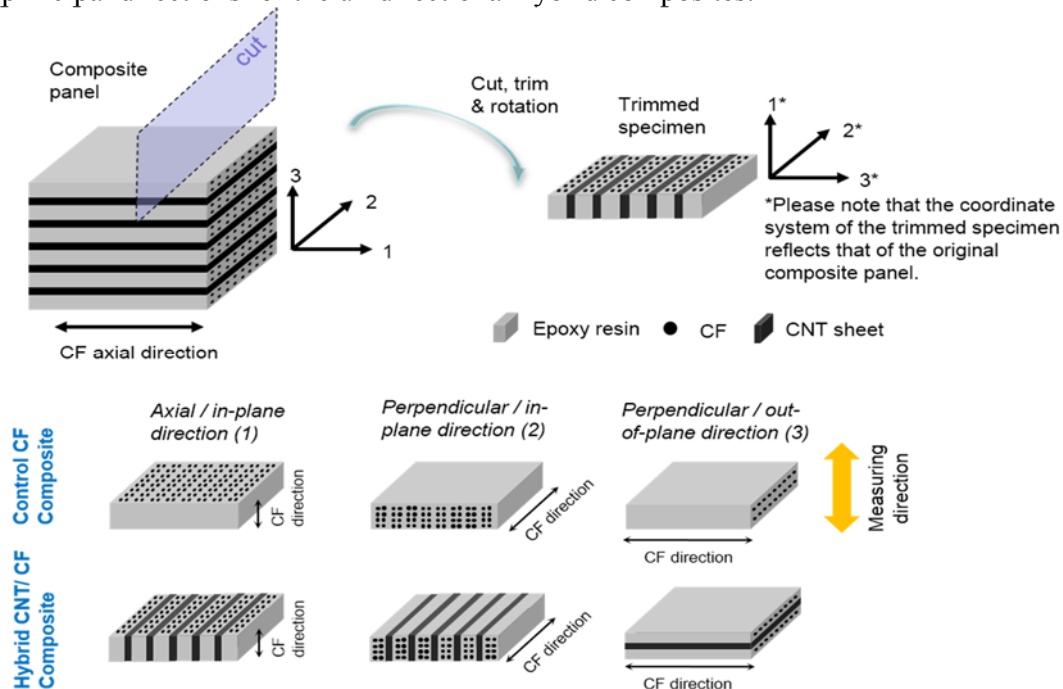 Composite
panel
cut
Cut, trim
& rotation
Trimmed
specimen
3
2
1
1*
2*
3*
*Please note that the coordinate
system of the trimmed specimen
reflects that of the original
composite panel.
CF axial direction
Epoxy resin
CF
CNT sheet
Axial / in-plane
direction (1)
Perpendicular / in-
plane direction (2)
Perpendicular / out-
of-plane direction (3)
Control CF
Composite
CF
direction
CF direction
CF direction
Measuring
direction
Hybrid CNT/ CF
Composite
CF
direction
CF direction
CF direction